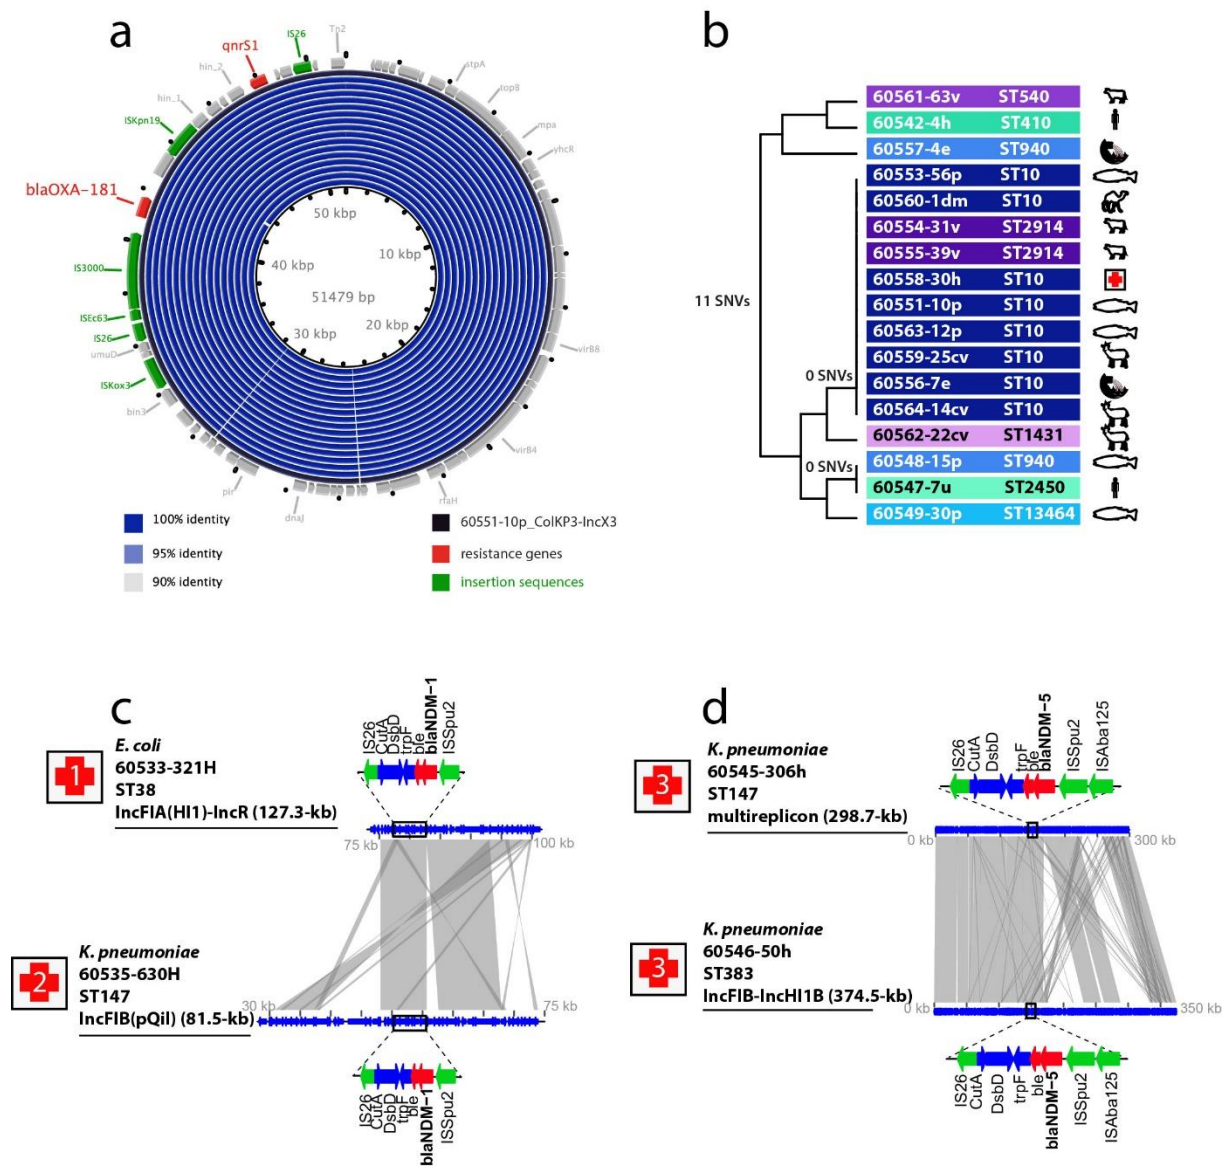 a
Tn2
IS26
qnrS1
hin_2
hin_1
ISKpn19
blaOXA-181
IS3000
ISEc63
IS26
umuD
ISKox3
bin3
pir
dnaJ
rfaH
virB4
virB8
yhcR
mpa
topB
stpA
50 kbp
10 kbp
40 kbp
51479 bp
30 kbp
20 kbp
100% identity
95% identity
90% identity
60551-10p_ColKP3-IncX3
resistance genes
insertion sequences
b
60561-63v ST540
60542-4h ST410
60557-4e ST940
60553-56p ST10
60560-1dm ST10
60554-31v ST2914
60555-39v ST2914
60558-30h ST10
60551-10p ST10
60563-12p ST10
60559-25cv ST10
60556-7e ST10
60564-14cv ST10
60562-22cv ST1431
60548-15p ST940
60547-7u ST2450
60549-30p ST13464
11 SNVs
0 SNVs
0 SNVs
c
1
E. coli
60533-321H
ST38
IncFIA(HI1)-IncR (127.3-kb)
IS26
CutA
DsbD
trpF
ble
blaNDM-1
ISSpu2
75 kb
100 kb
2
K. pneumoniae
60535-630H
ST147
IncFIB(pQil) (81.5-kb)
30 kb
75 kb
IS26
CutA
DsbD
trpF
ble
blaNDM-1
ISSpu2
d
3
K. pneumoniae
60545-306h
ST147
multireplicon (298.7-kb)
IS26
CutA
DsbD
trpF
ble
blaNDM-5
ISSpu2
ISAba125
0 kb
300 kb
3
K. pneumoniae
60546-50h
ST383
IncFIB-IncHI1B (374.5-kb)
0 kb
350 kb
IS26
CutA
DsbD
trpF
ble
blaNDM-5
ISSpu2
ISAba125